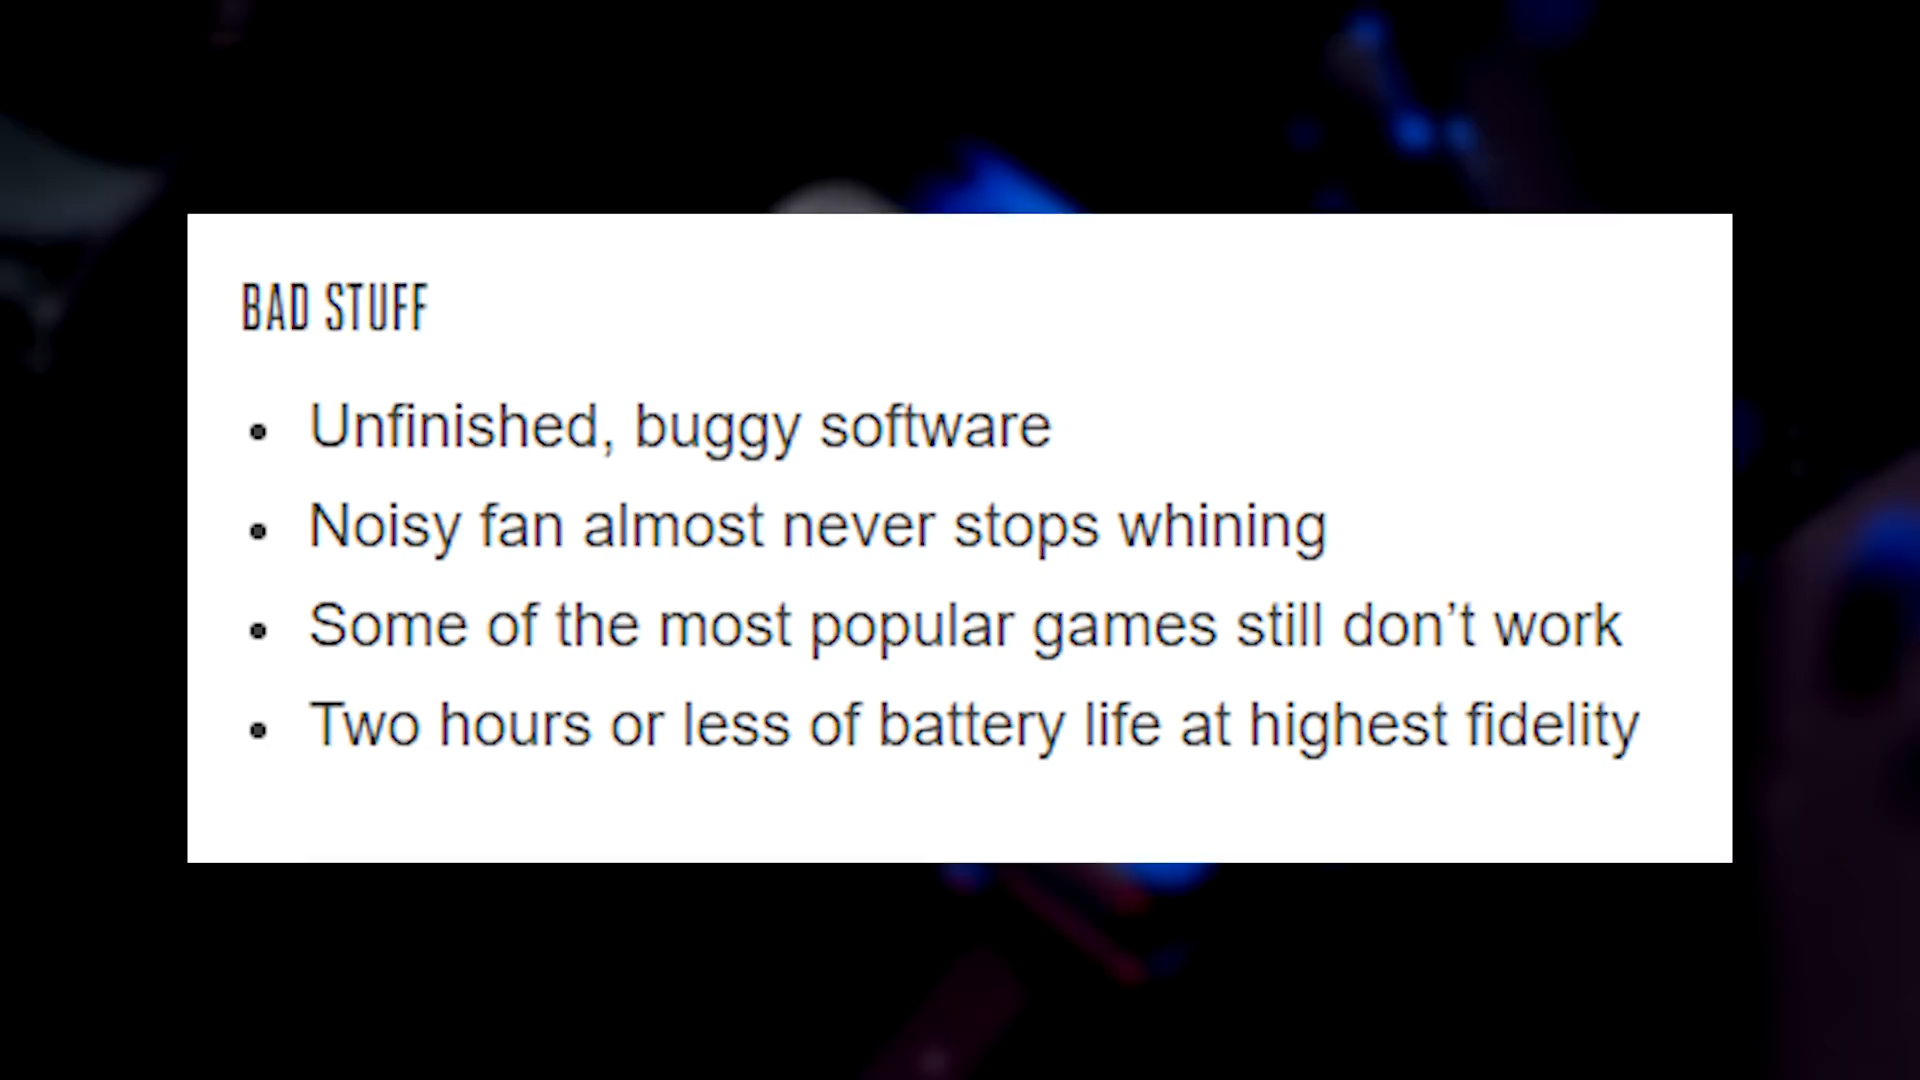 BAD STUFF
• Unfinished, buggy software
• Noisy fan almost never stops whining
• Some of the most popular games still don’t work
• Two hours or less of battery life at highest fidelity